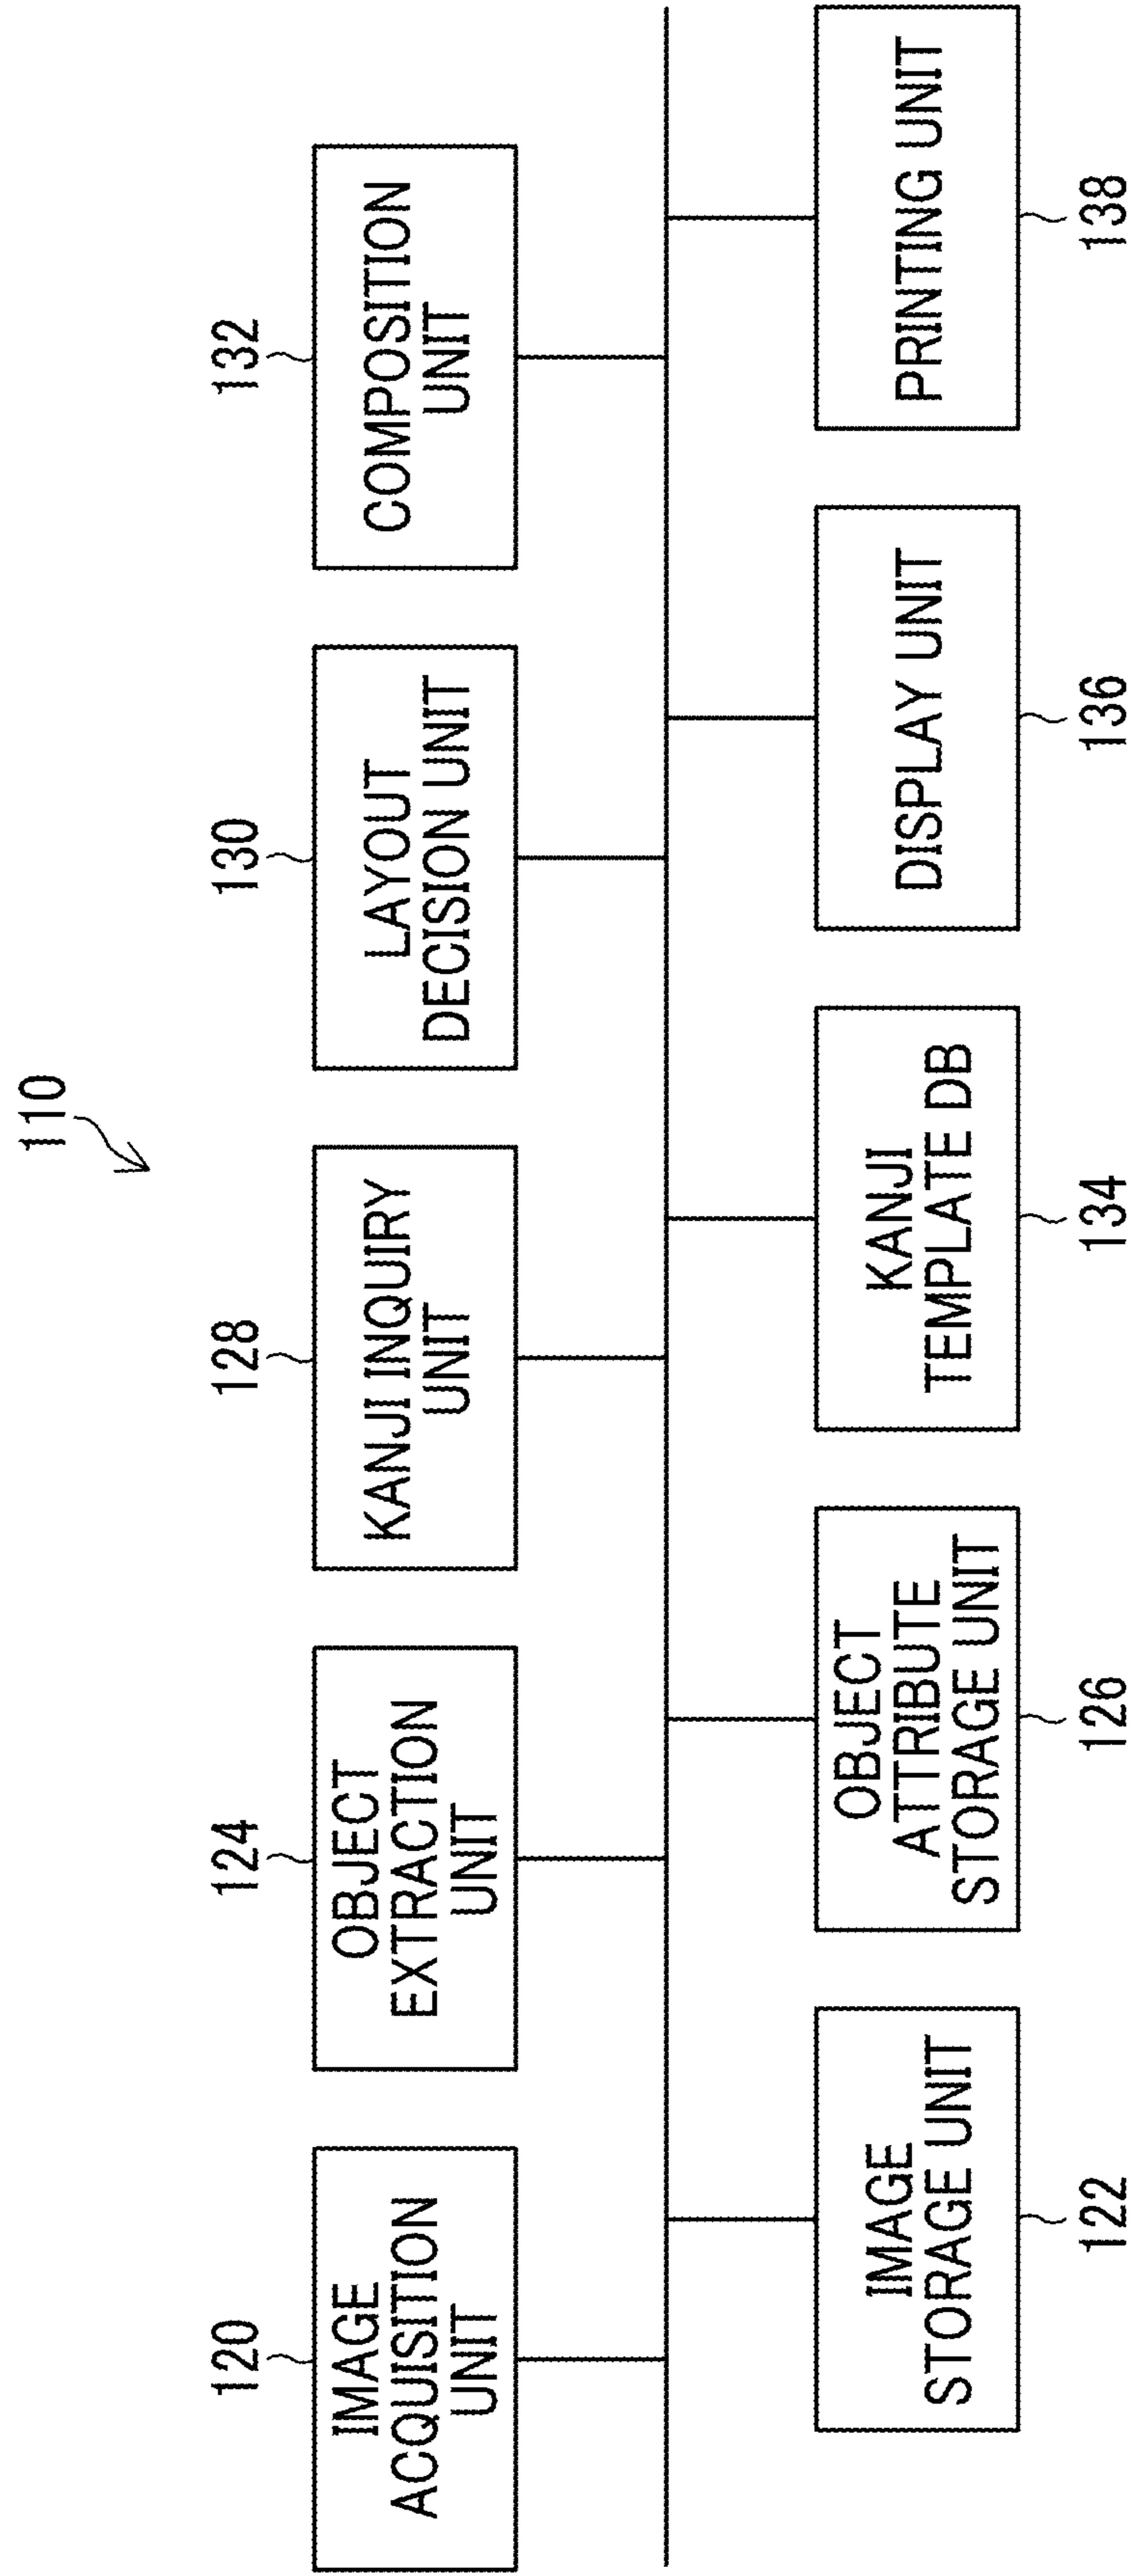 110
120
124
128
130
132
IMAGE
ACQUISITION
UNIT
OBJECT
EXTRACTION
UNIT
KANJI INQUIRY
UNIT
LAYOUT
DECISION UNIT
COMPOSITION
UNIT
IMAGE
STORAGE UNIT
OBJECT
ATTRIBUTE
STORAGE UNIT
KANJI
TEMPLATE DB
DISPLAY UNIT
PRINTING UNIT
122
126
134
136
138